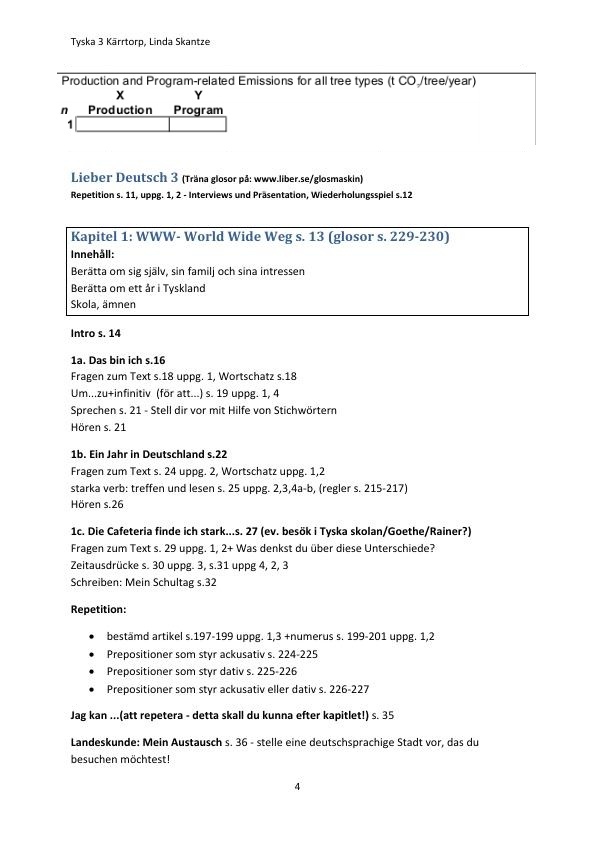 Tyska 3 Kärrtorp, Linda Skantze
Production and Program-related Emissions for all tree types (t CO₂/tree/year)
X Y
n Production Program
1
Lieber Deutsch 3 (Träna glosor på: www.liber.se/glosmaskin)
Repetition s. 11, uppg. 1, 2 - Interviews und Präsentation, Wiederholungsspiel s.12
Kapitel 1: WWW- World Wide Weg s. 13 (glosor s. 229-230)
Innehåll:
Berätta om sig själv, sin familj och sina intressen
Berätta om ett år i Tyskland
Skola, ämnen
Intro s. 14
1a. Das bin ich s.16
Fragen zum Text s.18 uppg. 1, Wortschatz s.18
Um...zu+infinitiv (för att...) s. 19 uppg. 1, 4
Sprechen s. 21 - Stell dir vor mit Hilfe von Stichwörtern
Hören s. 21
1b. Ein Jahr in Deutschland s.22
Fragen zum Text s. 24 uppg. 2, Wortschatz uppg. 1,2
starka verb: treffen und lesen s. 25 uppg. 2,3,4a-b, (regler s. 215-217)
Hören s.26
1c. Die Cafeteria finde ich stark...s. 27 (ev. besök i Tyska skolan/Goethe/Rainer?)
Fragen zum Text s. 29 uppg. 1, 2+ Was denkst du über diese Unterschiede?
Zeitausdrücke s. 30 uppg. 3, s.31 uppg 4, 2, 3
Schreiben: Mein Schultag s.32
Repetition:
• bestämd artikel s.197-199 uppg. 1,3 +numerus s. 199-201 uppg. 1,2
• Prepositioner som styr ackusativ s. 224-225
• Prepositioner som styr dativ s. 225-226
• Prepositioner som styr ackusativ eller dativ s. 226-227
Jag kan ...(att repetera - detta skall du kunna efter kapitlet!) s. 35
Landeskunde: Mein Austausch s. 36 - stelle eine deutschsprachige Stadt vor, das du
besuchen möchtest!
4